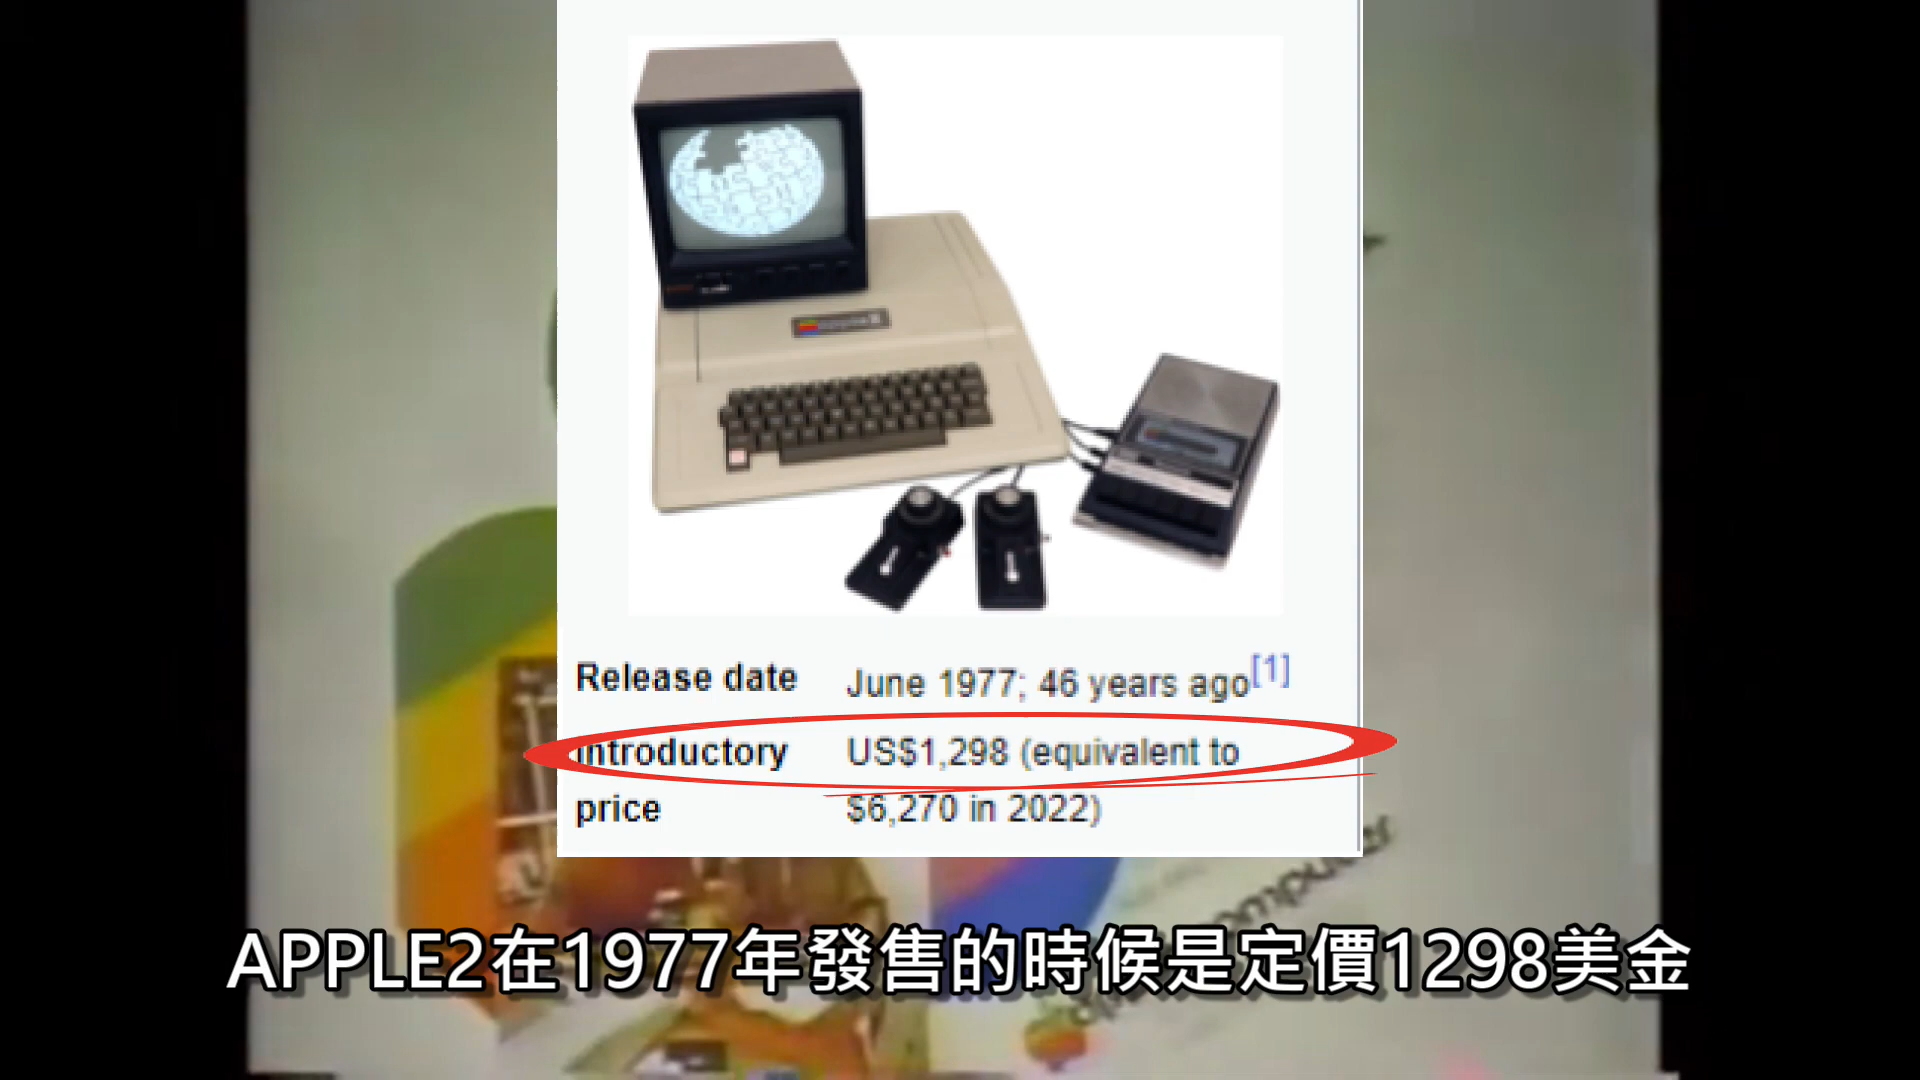 Release date June 1977; 46 years ago[1]
Introductory US$1,298 (equivalent to
price $6,270 in 2022)
computer
APPLE2在1977年發售的時候是定價1298美金